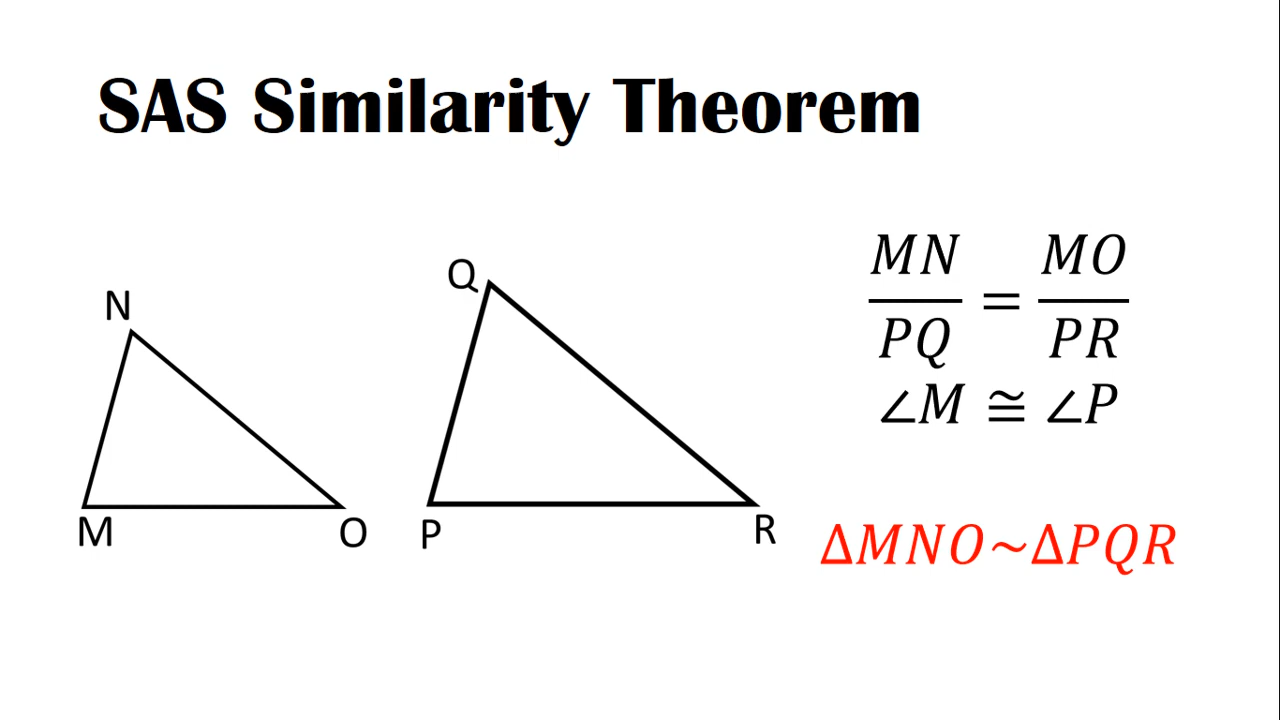 SAS Similarity Theorem
N
Q
M
O
P
R
MN/PQ = MO/PR
∠M ≅ ∠P
ΔMNO~ΔPQR